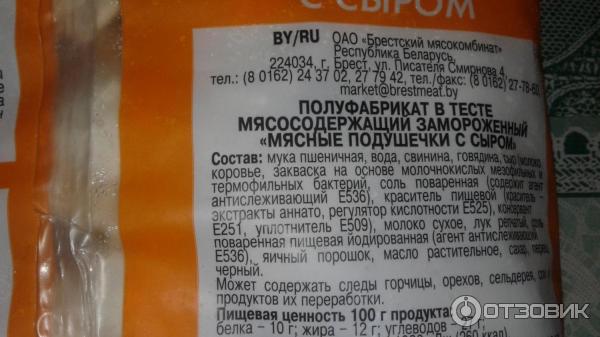 С СЫРОМ
BY/RU ОАО «Брестский мясокомбинат»
Республика Беларусь,
224034, г. Брест, ул. Писателя Смирнова 4,
тел.: (8 0162) 24 37 02, 27 79 42, тел./факс: (8 0162) 27-78-60
market@brestmeat.by
ПОЛУФАБРИКАТ В ТЕСТЕ
МЯСОСОДЕРЖАЩИЙ ЗАМОРОЖЕННЫЙ
«МЯСНЫЕ ПОДУШЕЧКИ С СЫРОМ»
Состав: мука пшеничная, вода, свинина, говядина, сыр (молоко
коровье, закваска на основе молочнокислых мезофильных и
термофильных бактерий, соль поваренная (содержит агент
антислеживающий Е536), краситель пищевой (краситель –
экстракты аннато, регулятор кислотности Е525), консервант
Е251, уплотнитель Е509), молоко сухое, лук репчатый, соль
поваренная пищевая йодированная (агент антислеживающий
Е536), яичный порошок, масло растительное, сахар, перец
черный.
Может содержать следы горчицы, орехов, сельдерея, сои и
продуктов их переработки.
Пищевая ценность 100 г продукта:
белка – 10 г; жира – 12 г; углеводов – г;
(260 ккал)
ОТЗОВИК